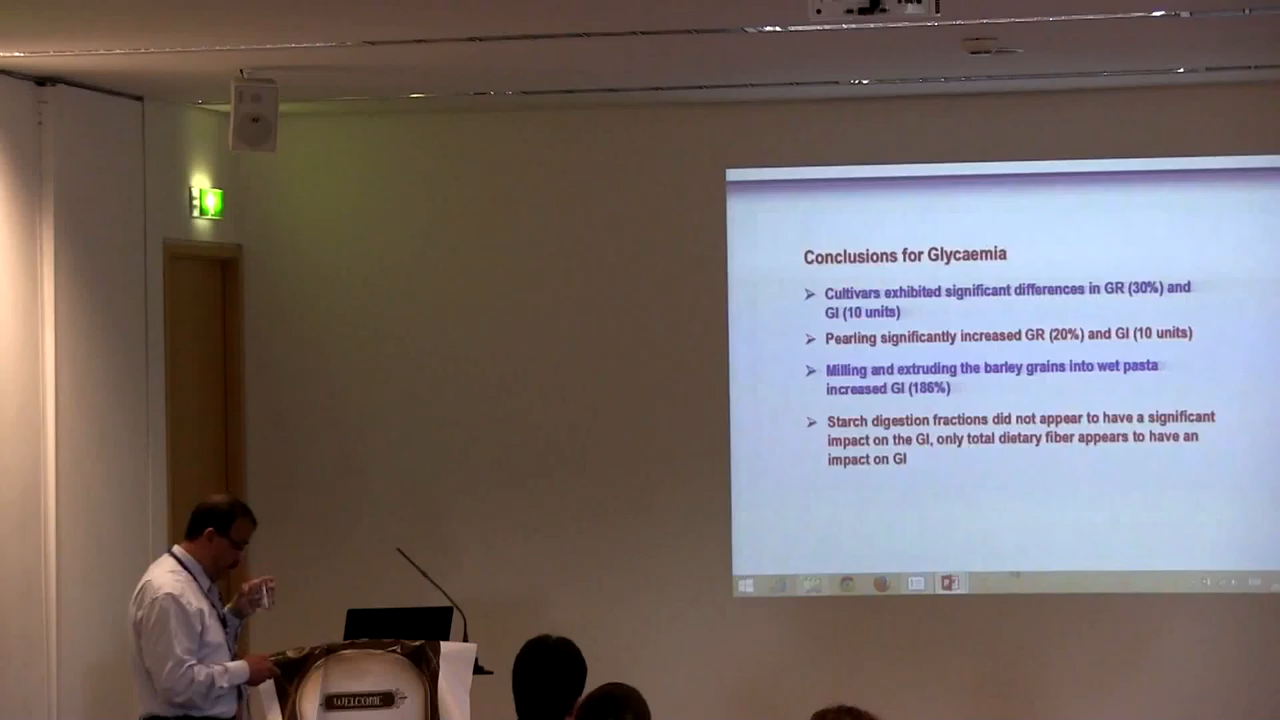 Conclusions for Glycaemia
Cultivars exhibited significant differences in GR (30%) and
GI (10 units)
Pearling significantly increased GR (20%) and GI (10 units)
Milling and extruding the barley grains into wet pasta
increased GI (186%)
Starch digestion fractions did not appear to have a significant
impact on the GI, only total dietary fiber appears to have an
impact on GI
WELCOME